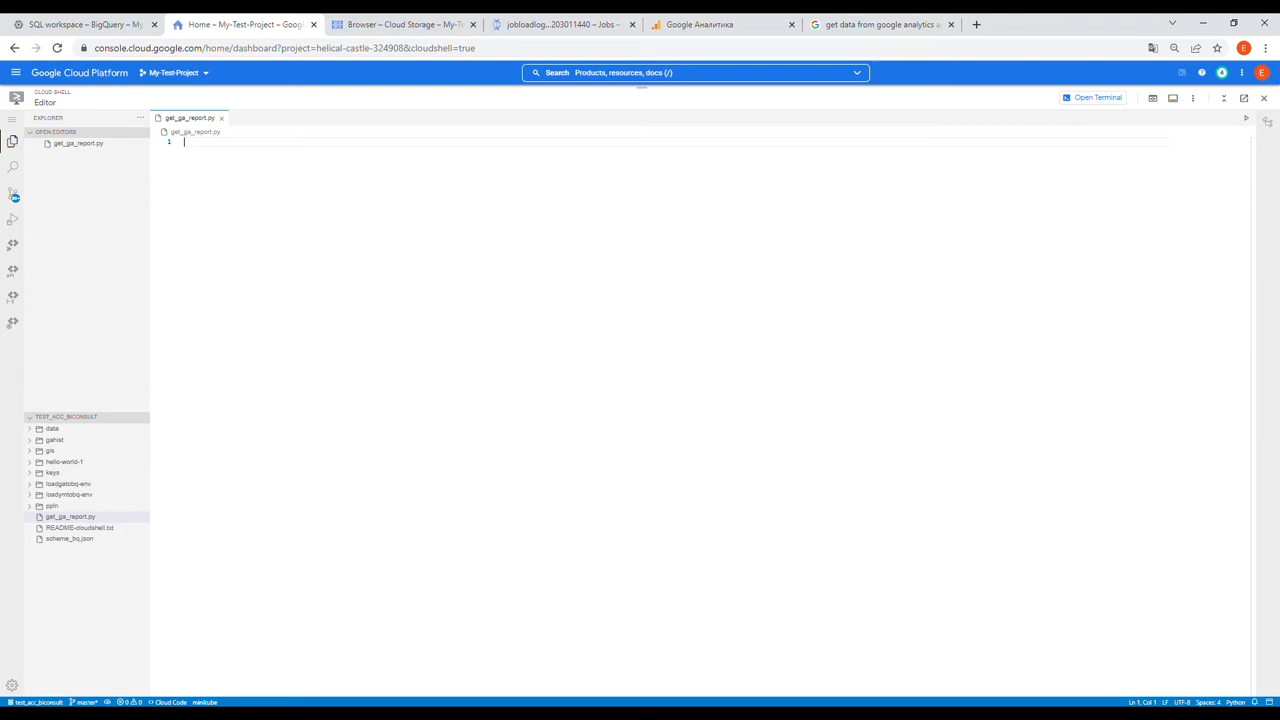 SQL workspace – BigQuery – My
Home – My-Test-Project – Goog
Browser – Cloud Storage – My-Te
jobloadlog...203011440 – Jobs –
Google Аналитика
get data from google analytics a
console.cloud.google.com/home/dashboard?project=helical-castle-324908&cloudshell=true
E
Google Cloud Platform
My-Test-Project
Search Products, resources, docs (/)
4
E
CLOUD SHELL
Editor
Open Terminal
EXPLORER
get_ga_report.py
OPEN EDITORS
get_ga_report.py
get_ga_report.py
1
TEST_ACC_BICONSULT
data
gahist
gis
hello-world-1
keys
loadgatobq-env
loadymtobq-env
ppln
get_ga_report.py
README-cloudshell.txt
scheme_bq.json
test_acc_biconsult
master*
0
0
Cloud Code
minikube
Ln 1, Col 1
LF
UTF-8
Spaces: 4
Python